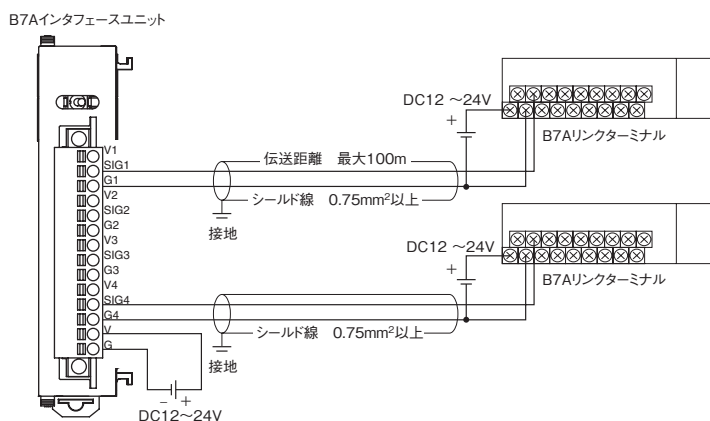 B7Aインタフェースユニット
V1
SIG1
G1
V2
SIG2
G2
V3
SIG3
G3
V4
SIG4
G4
V
G
DC12～24V
－ ＋
伝送距離　最大100m
シールド線　0.75mm²以上
接地
DC12 ～24V
＋
B7Aリンクターミナル
シールド線　0.75mm²以上
接地
DC12 ～24V
＋
B7Aリンクターミナル